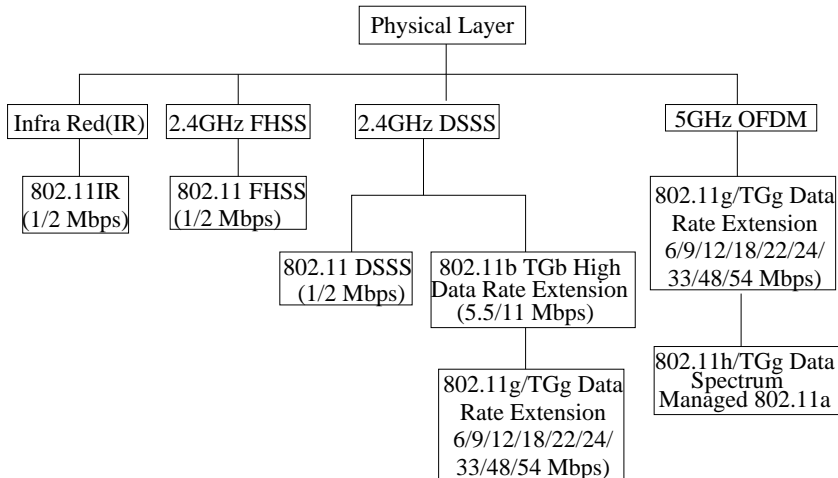 Physical Layer
Infra Red(IR)
2.4GHz FHSS
2.4GHz DSSS
5GHz OFDM
802.11IR
(1/2 Mbps)
802.11 FHSS
(1/2 Mbps)
802.11g/TGg Data
Rate Extension
6/9/12/18/22/24/
33/48/54 Mbps)
802.11 DSSS
(1/2 Mbps)
802.11b TGb High
Data Rate Extension
(5.5/11 Mbps)
802.11h/TGg Data
Spectrum
Managed 802.11a
802.11g/TGg Data
Rate Extension
6/9/12/18/22/24/
33/48/54 Mbps)